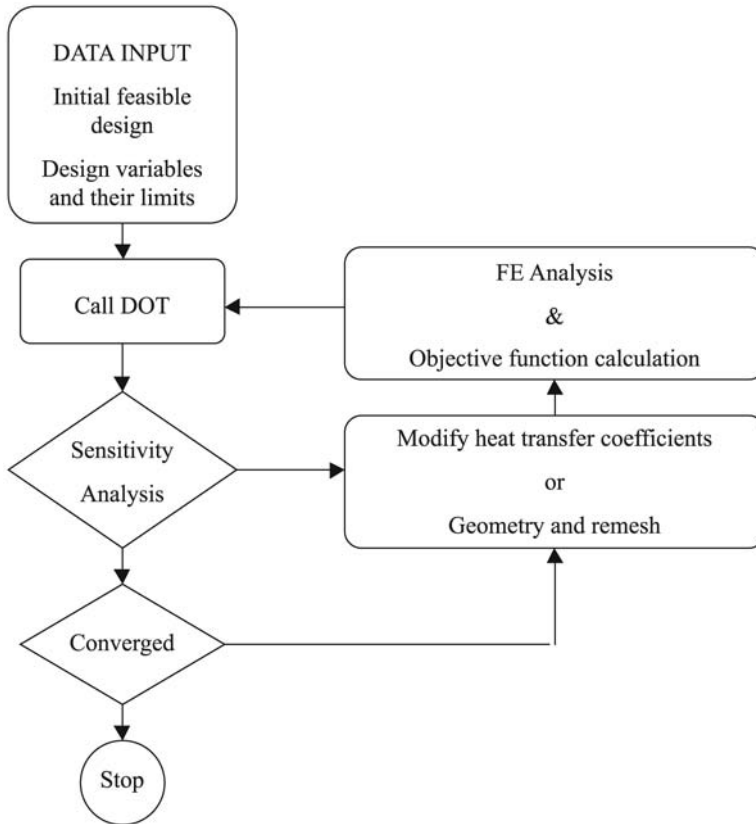 DATA INPUT
Initial feasible
design
Design variables
and their limits
Call DOT
Sensitivity
Analysis
Converged
Stop
FE Analysis
&
Objective function calculation
Modify heat transfer coefficients
or
Geometry and remesh